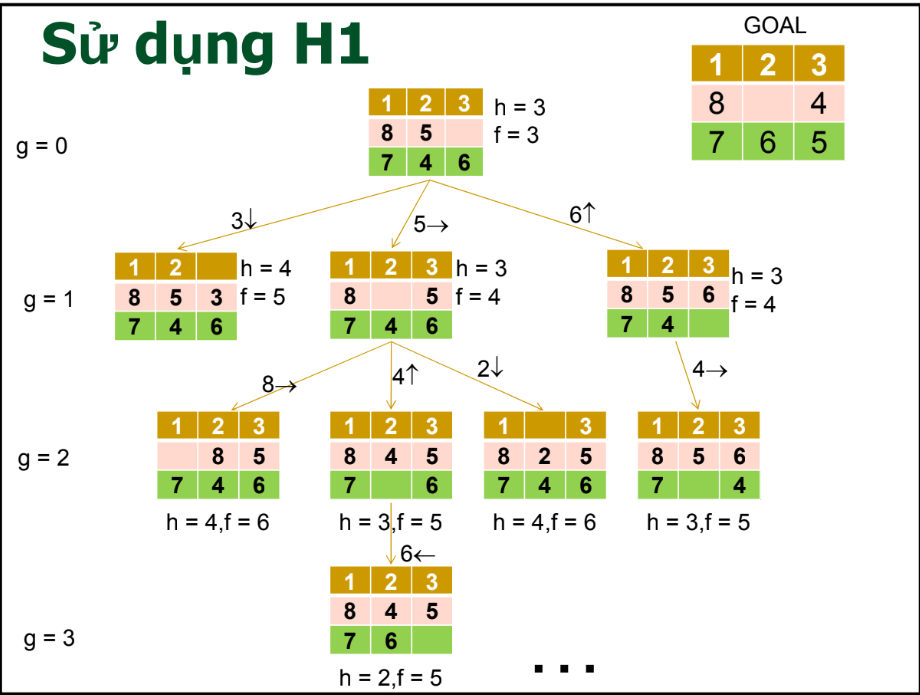 Sử dụng H1
GOAL
1 2 3
8 4
7 6 5
g = 0
1 2 3
8 5
7 4 6
h = 3
f = 3
3↓
5→
6↑
g = 1
1 2
8 5 3
7 4 6
h = 4
f = 5
1 2 3
8 5
7 4 6
h = 3
f = 4
1 2 3
8 5 6
7 4
h = 3
f = 4
8→
4↑
2↓
4→
g = 2
1 2 3
8 5
7 4 6
h = 4,f = 6
1 2 3
8 4 5
7 6
h = 3,f = 5
1 3
8 2 5
7 4 6
h = 4,f = 6
1 2 3
8 5 6
7 4
h = 3,f = 5
6←
g = 3
1 2 3
8 4 5
7 6
h = 2,f = 5
...